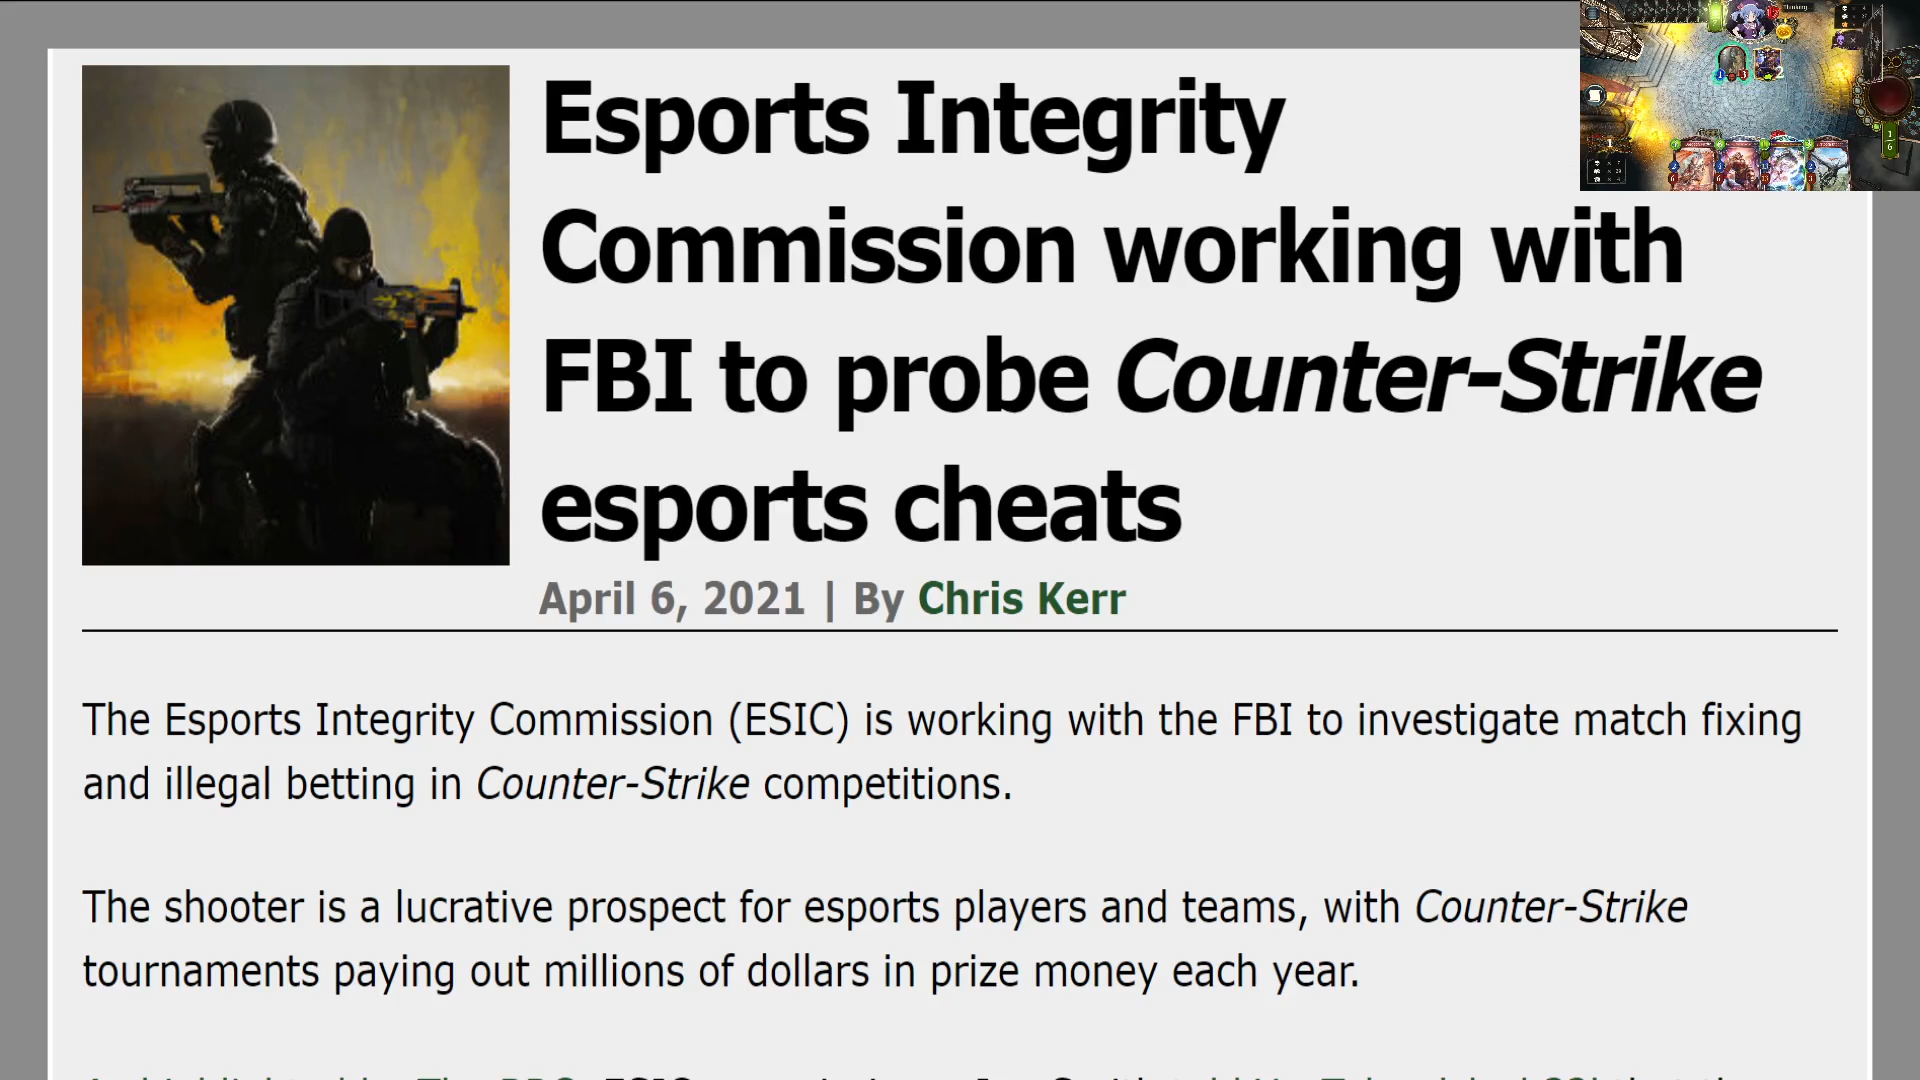 Esports Integrity
Commission working with
FBI to probe Counter-Strike
esports cheats
April 6, 2021 | By Chris Kerr
The Esports Integrity Commission (ESIC) is working with the FBI to investigate match fixing
and illegal betting in Counter-Strike competitions.
The shooter is a lucrative prospect for esports players and teams, with Counter-Strike
tournaments paying out millions of dollars in prize money each year.
Thinking